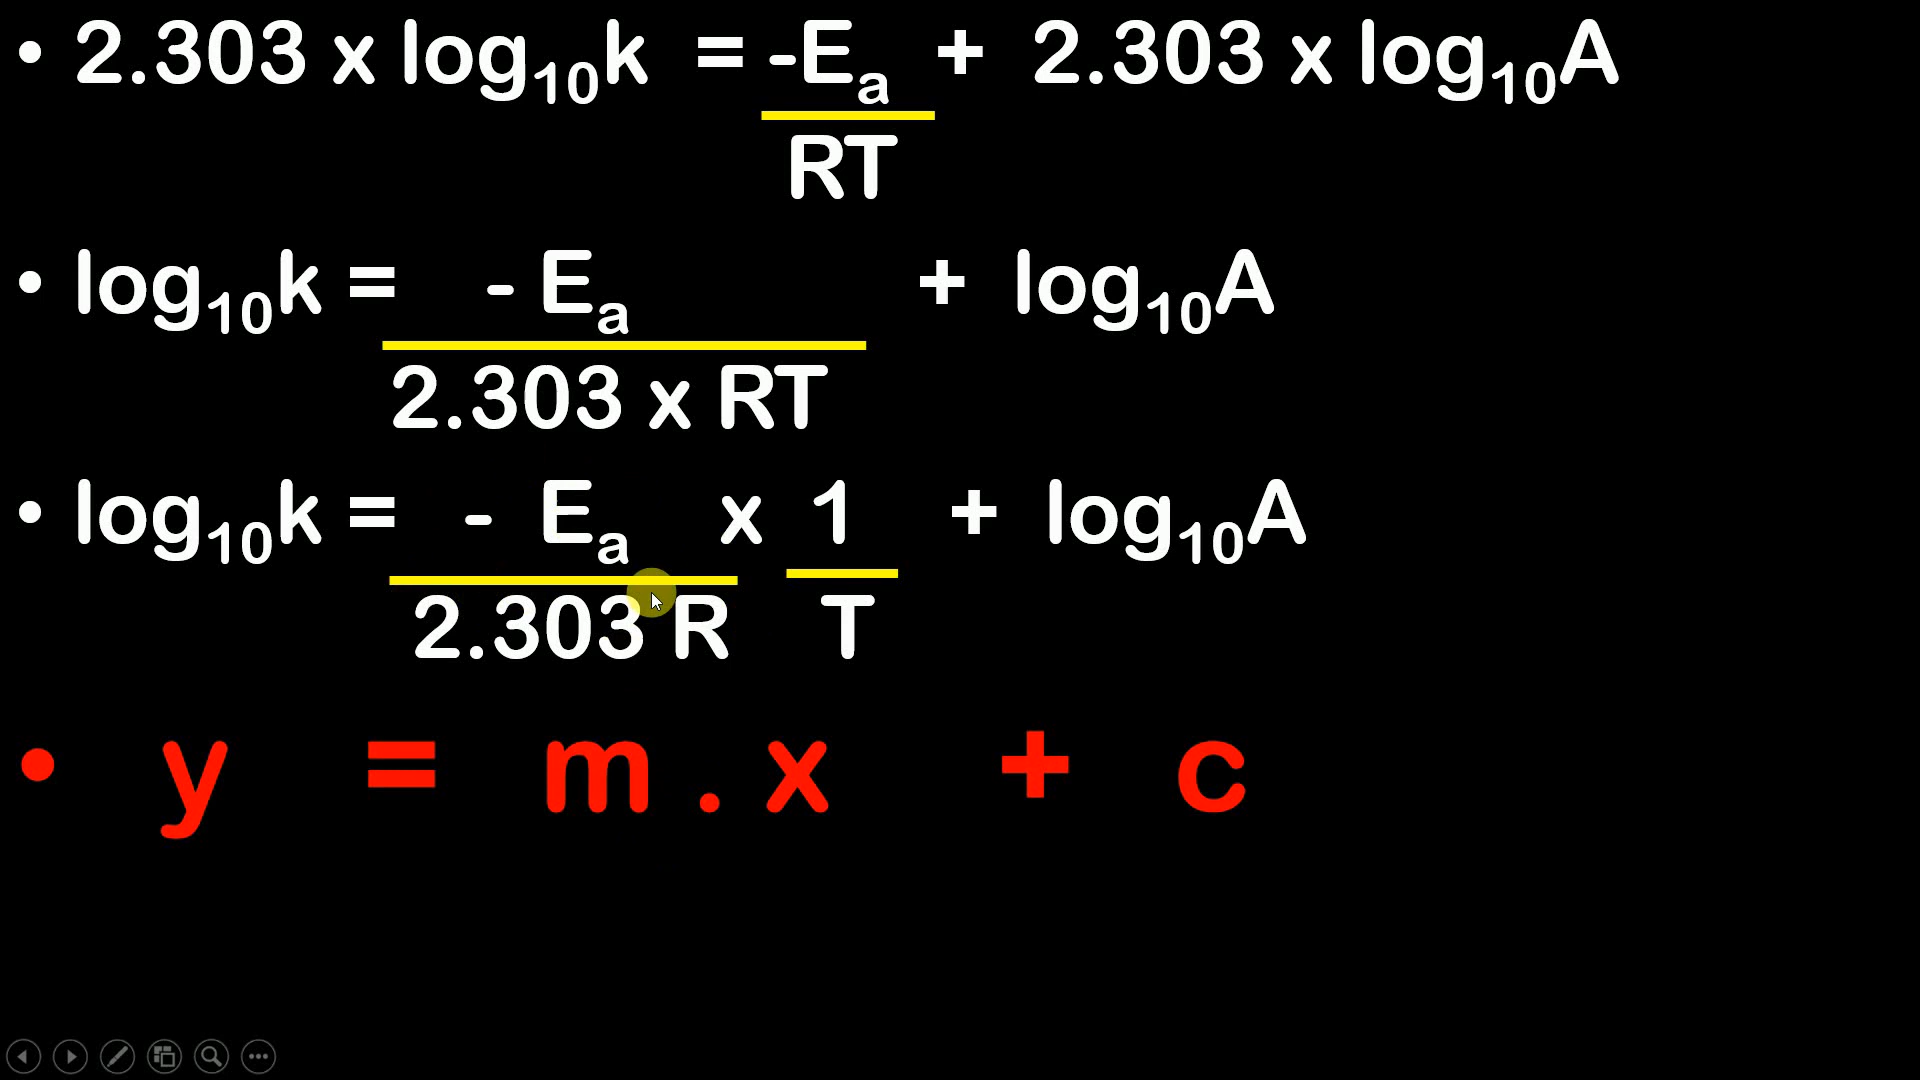 • 2.303 x log₁₀k = -Eₐ + 2.303 x log₁₀A
RT
• log₁₀k = - Eₐ + log₁₀A
2.303 x RT
• log₁₀k = - Eₐ x 1 + log₁₀A
2.303 R T
• y = m . x + c